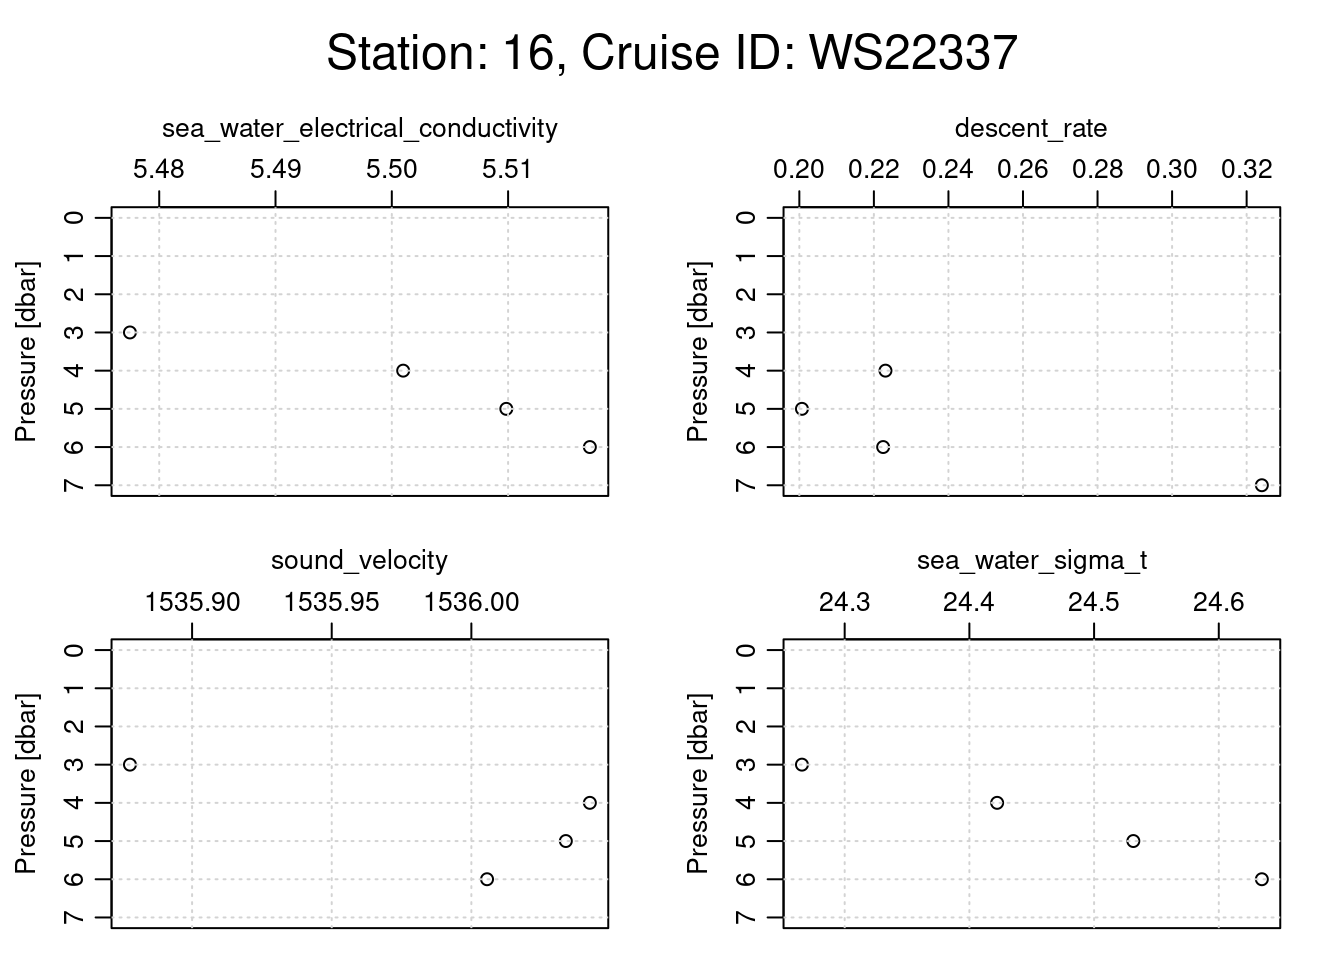 Station: 16, Cruise ID: WS22337
sea_water_electrical_conductivity
5.48 5.49 5.50 5.51
Pressure [dbar]
0
1
2
3
4
5
6
7
descent_rate
0.20 0.22 0.24 0.26 0.28 0.30 0.32
Pressure [dbar]
0
1
2
3
4
5
6
7
sound_velocity
1535.90 1535.95 1536.00
Pressure [dbar]
0
1
2
3
4
5
6
7
sea_water_sigma_t
24.3 24.4 24.5 24.6
Pressure [dbar]
0
1
2
3
4
5
6
7